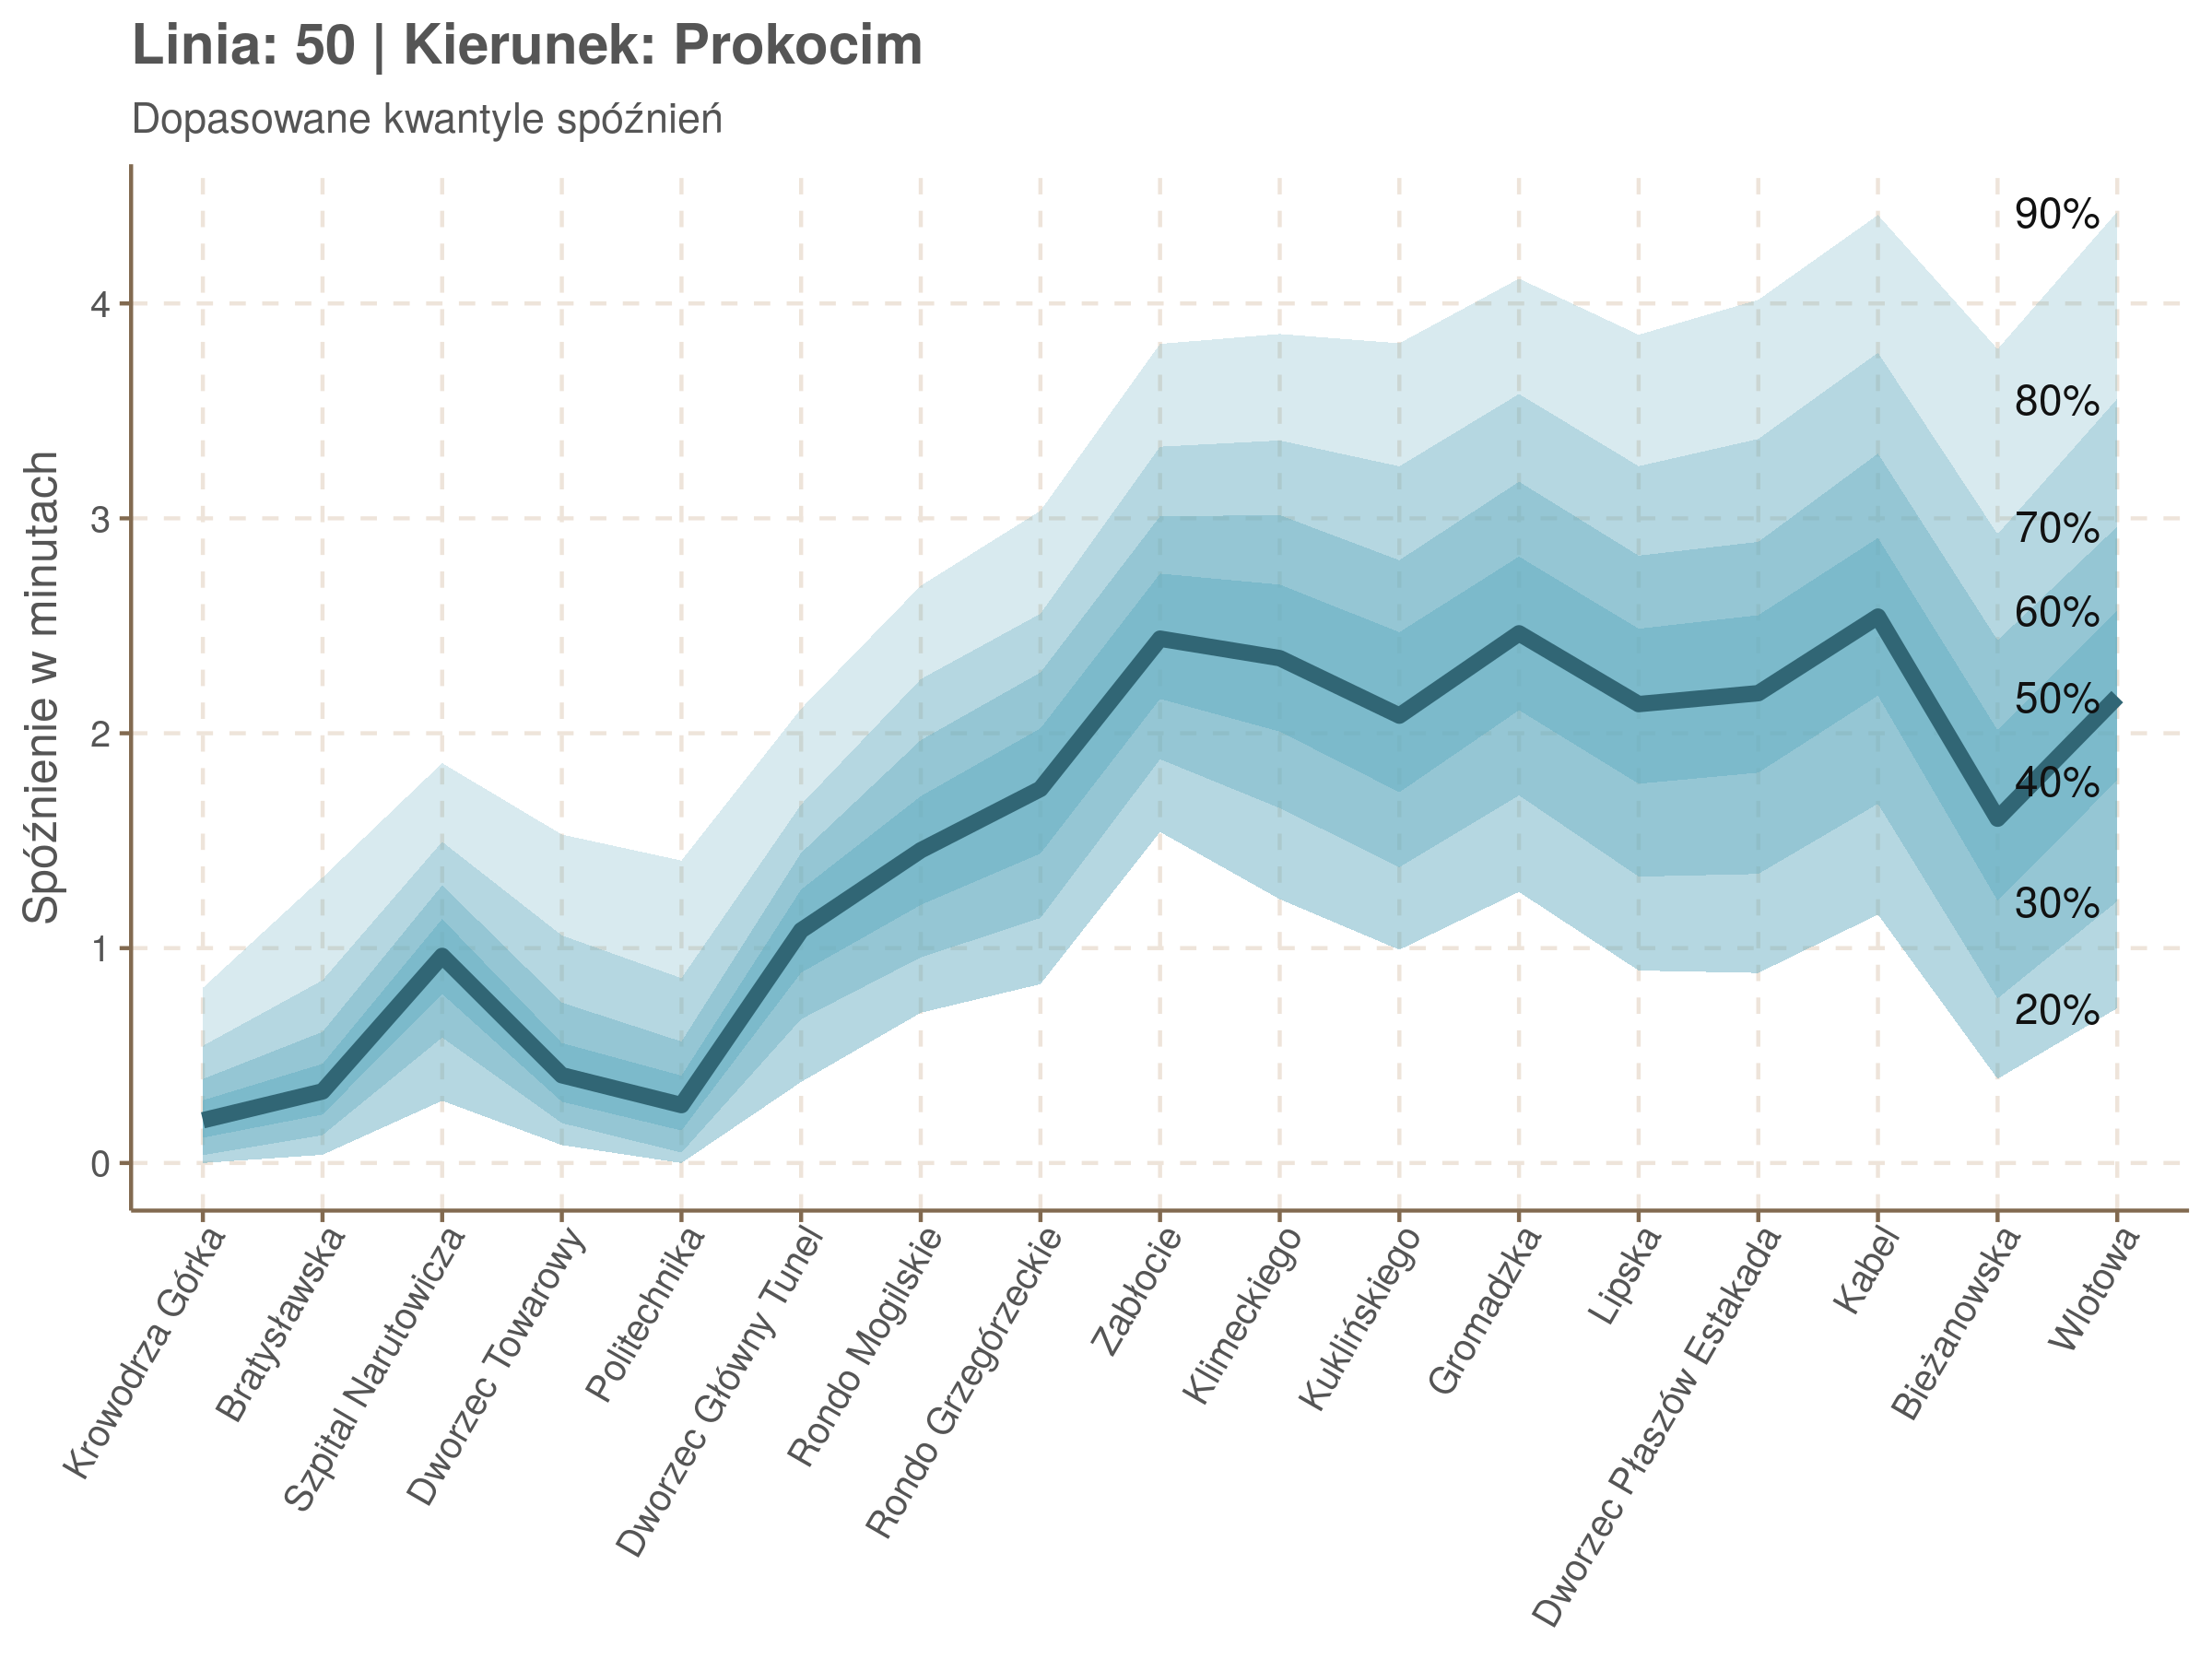 Linia: 50 | Kierunek: Prokocim
Dopasowane kwantyle spóźnień
Spóźnienie w minutach
4
3
2
1
0
90%
80%
70%
60%
50%
40%
30%
20%
Krowodrza Górka
Bratysławska
Szpital Narutowicza
Dworzec Towarowy
Politechnika
Dworzec Główny Tunel
Rondo Mogilskie
Rondo Grzegórzeckie
Zabłocie
Klimeckiego
Kuklińskiego
Gromadzka
Lipska
Dworzec Płaszów Estakada
Kabel
Bieżanowska
Wlotowa